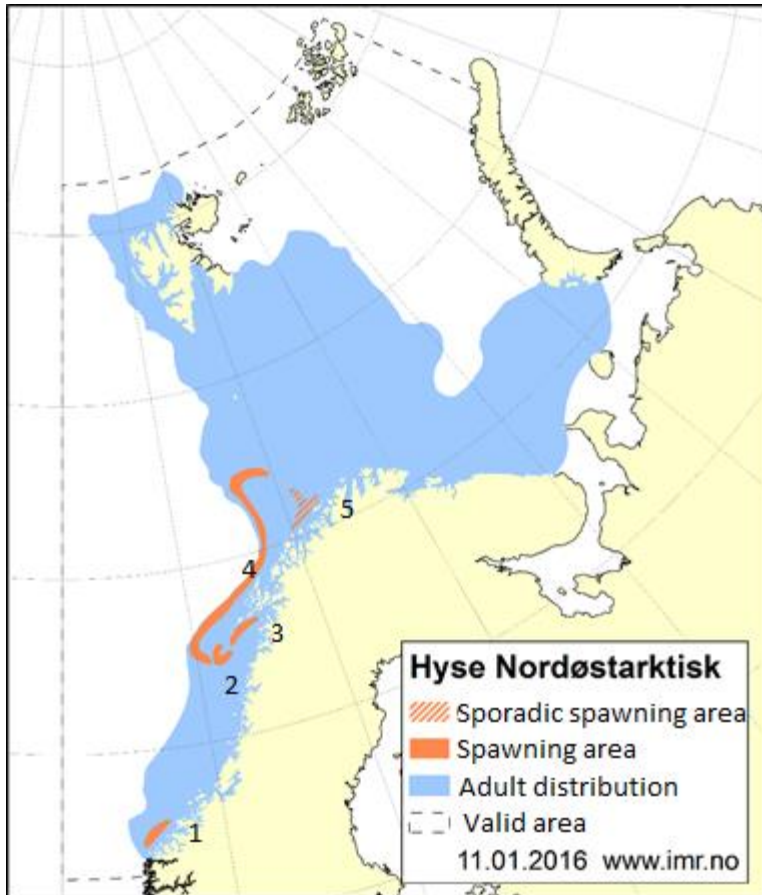 5
4
3
2
1
Hyse Nordøstarktisk
Sporadic spawning area
Spawning area
Adult distribution
Valid area
11.01.2016 www.imr.no